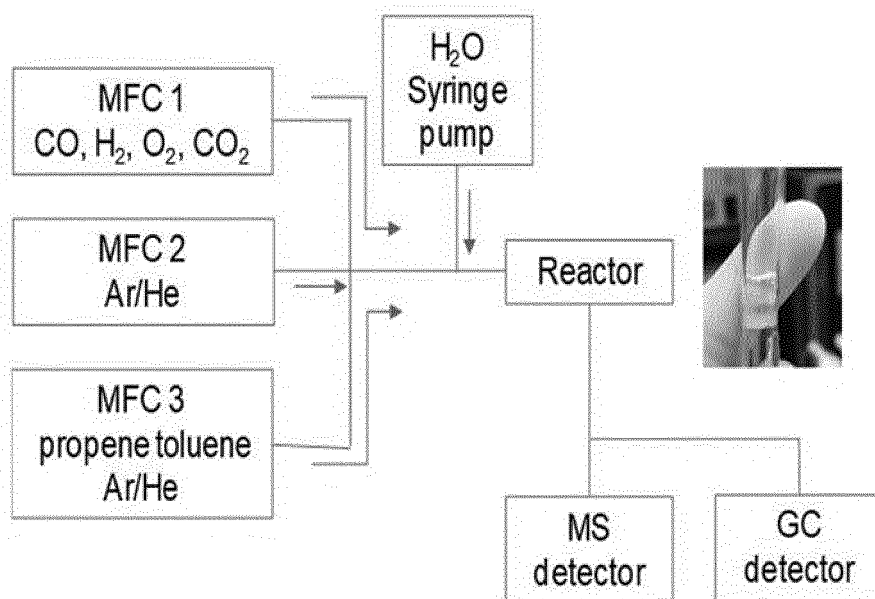 MFC 1
CO, H₂, O₂, CO₂
H₂O
Syringe
pump
MFC 2
Ar/He
Reactor
MFC 3
propene toluene
Ar/He
MS
detector
GC
detector